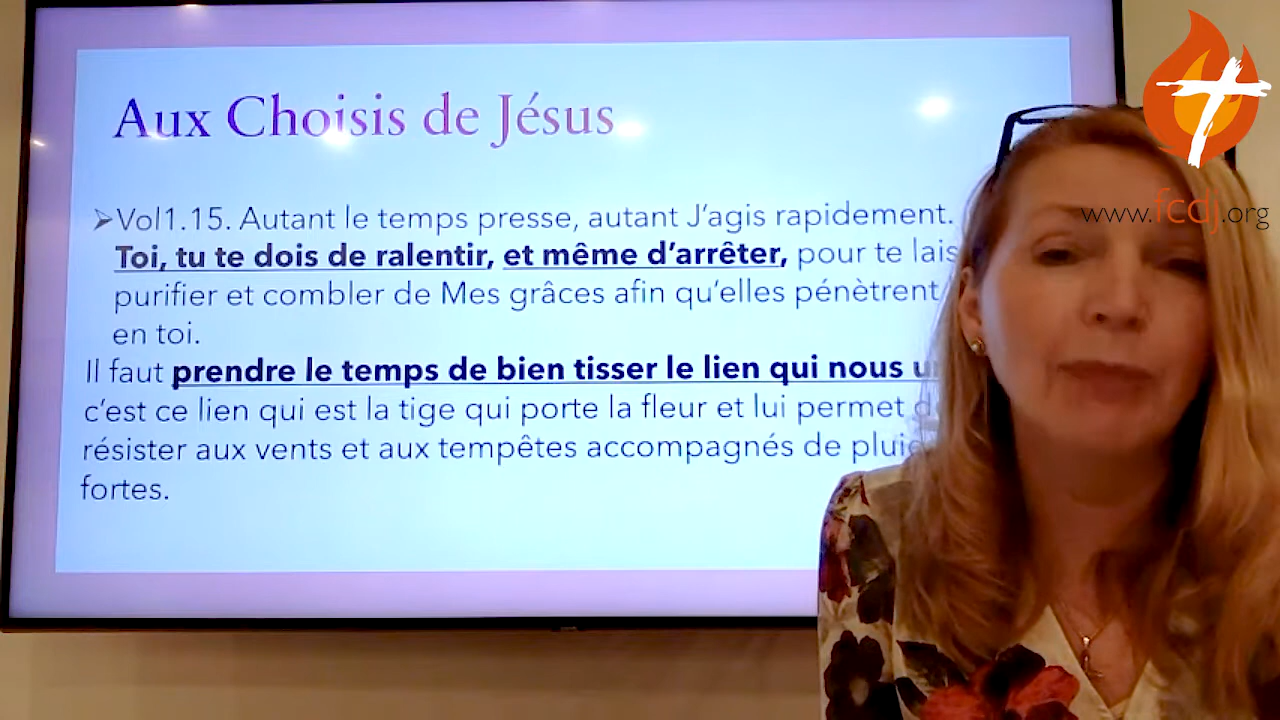 Aux Choisis de Jésus
➢Vol1.15. Autant le temps presse, autant J’agis rapidement.
Toi, tu te dois de ralentir, et même d’arrêter, pour te
purifier et combler de Mes grâces afin qu’elles pénètrent
en toi.
Il faut prendre le temps de bien tisser le lien qui nous
c’est ce lien qui est la tige qui porte la fleur et lui permet
résister aux vents et aux tempêtes accompagnés de
fortes.
www.fcdj.org